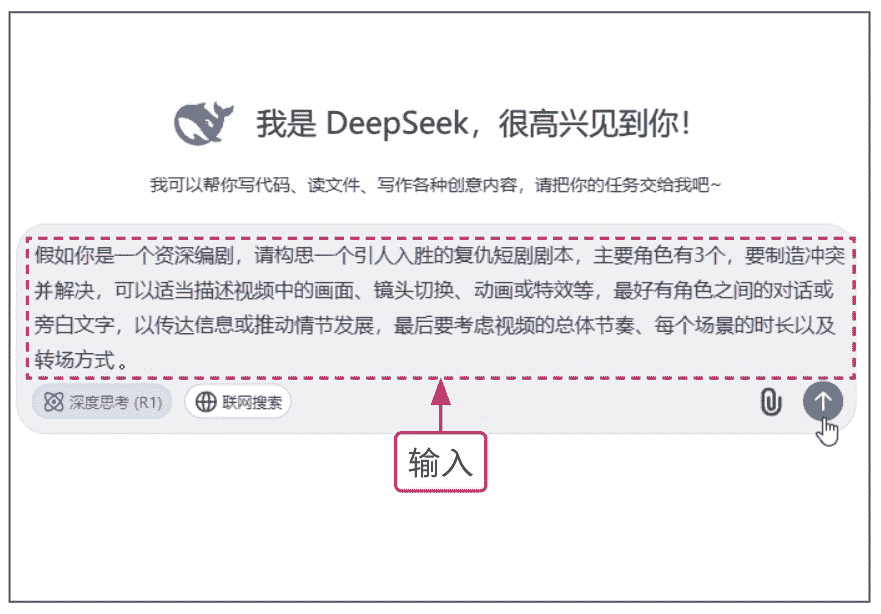 我是 DeepSeek，很高兴见到你！
我可以帮你写代码、读文件、写作各种创意内容，请把你的任务交给我吧~
假如你是一个资深编剧，请构思一个引人入胜的复仇短剧剧本，主要角色有3个，要制造冲突
并解决，可以适当描述视频中的画面、镜头切换、动画或特效等，最好有角色之间的对话或
旁白文字，以传达信息或推动情节发展，最后要考虑视频的总体节奏、每个场景的时长以及
转场方式。
深度思考 (R1) 联网搜索
输入